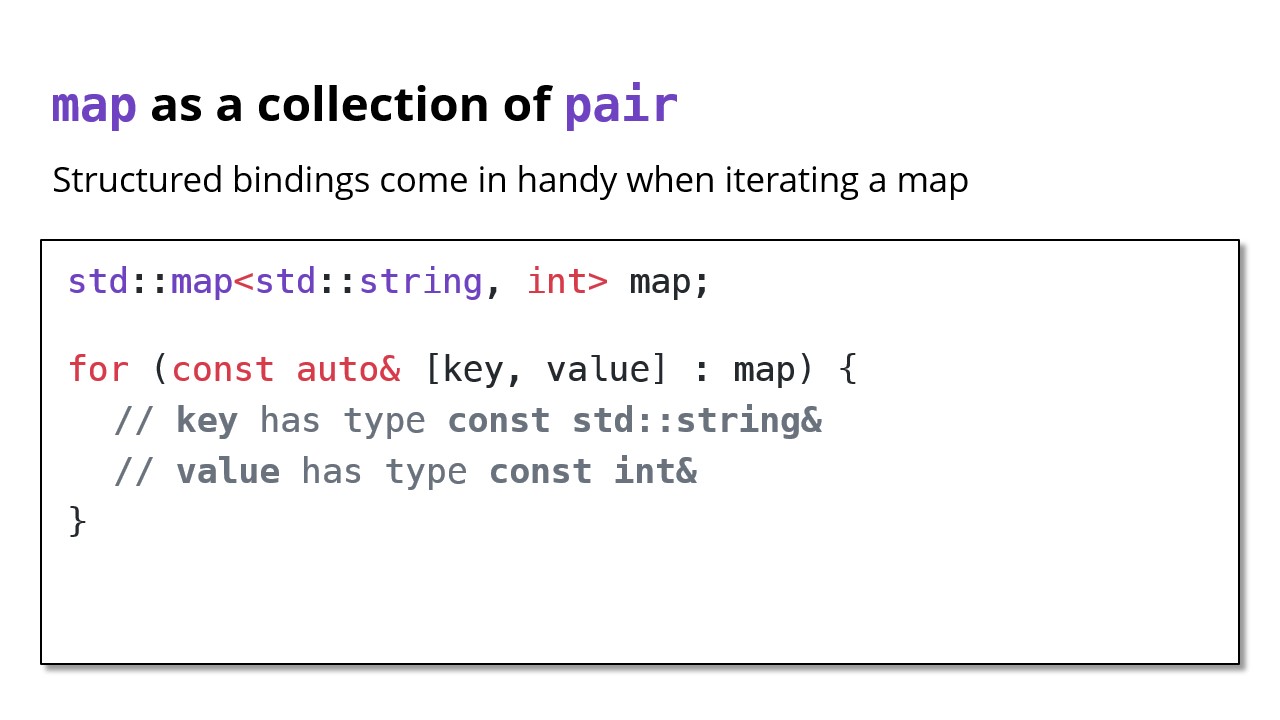 map as a collection of pair
Structured bindings come in handy when iterating a map
std::map<std::string, int> map;
for (const auto& [key, value] : map) {
// key has type const std::string&
// value has type const int&
}